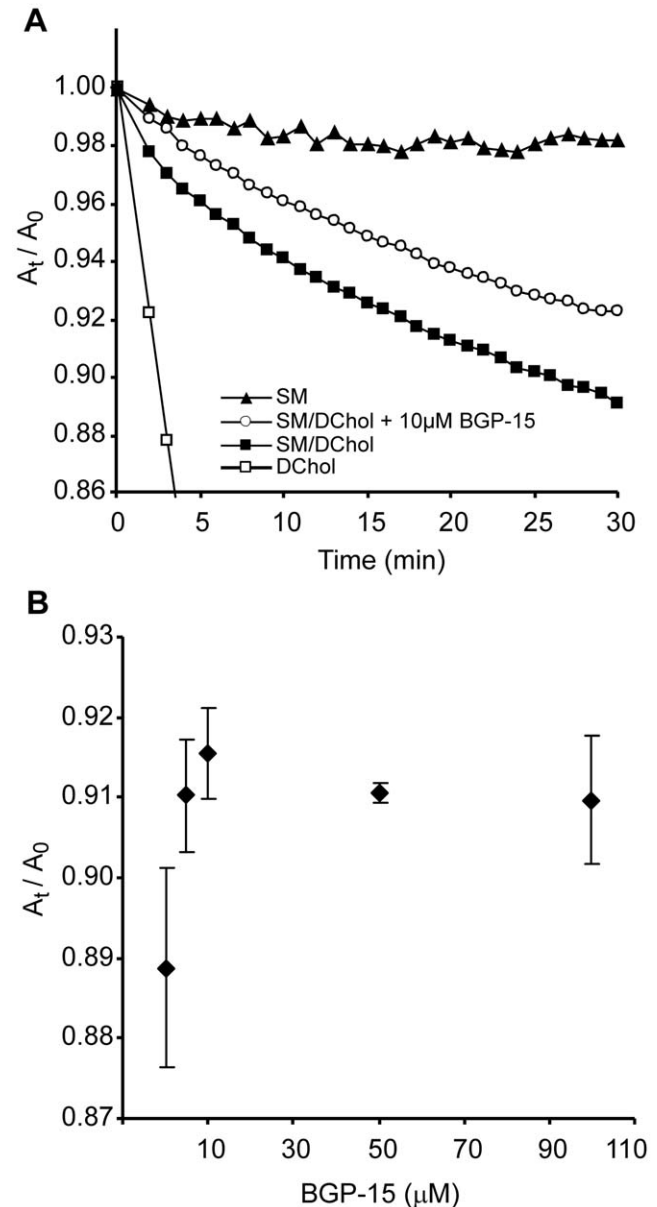 A
1.00
0.98
0.96
0.94
0.92
0.90
0.88
0.86
At / A0
SM
SM/DChol + 10µM BGP-15
SM/DChol
DChol
0 5 10 15 20 25 30
Time (min)
B
0.93
0.92
0.91
0.90
0.89
0.88
0.87
At / A0
10 30 50 70 90 110
BGP-15 (µM)